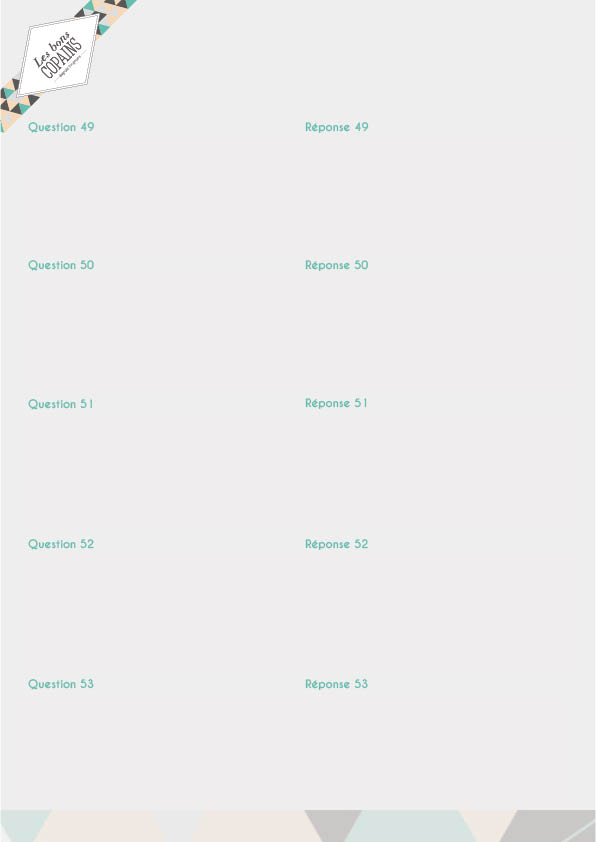 Les bons
COPAINS
Question 49
Réponse 49
Question 50
Réponse 50
Question 51
Réponse 51
Question 52
Réponse 52
Question 53
Réponse 53